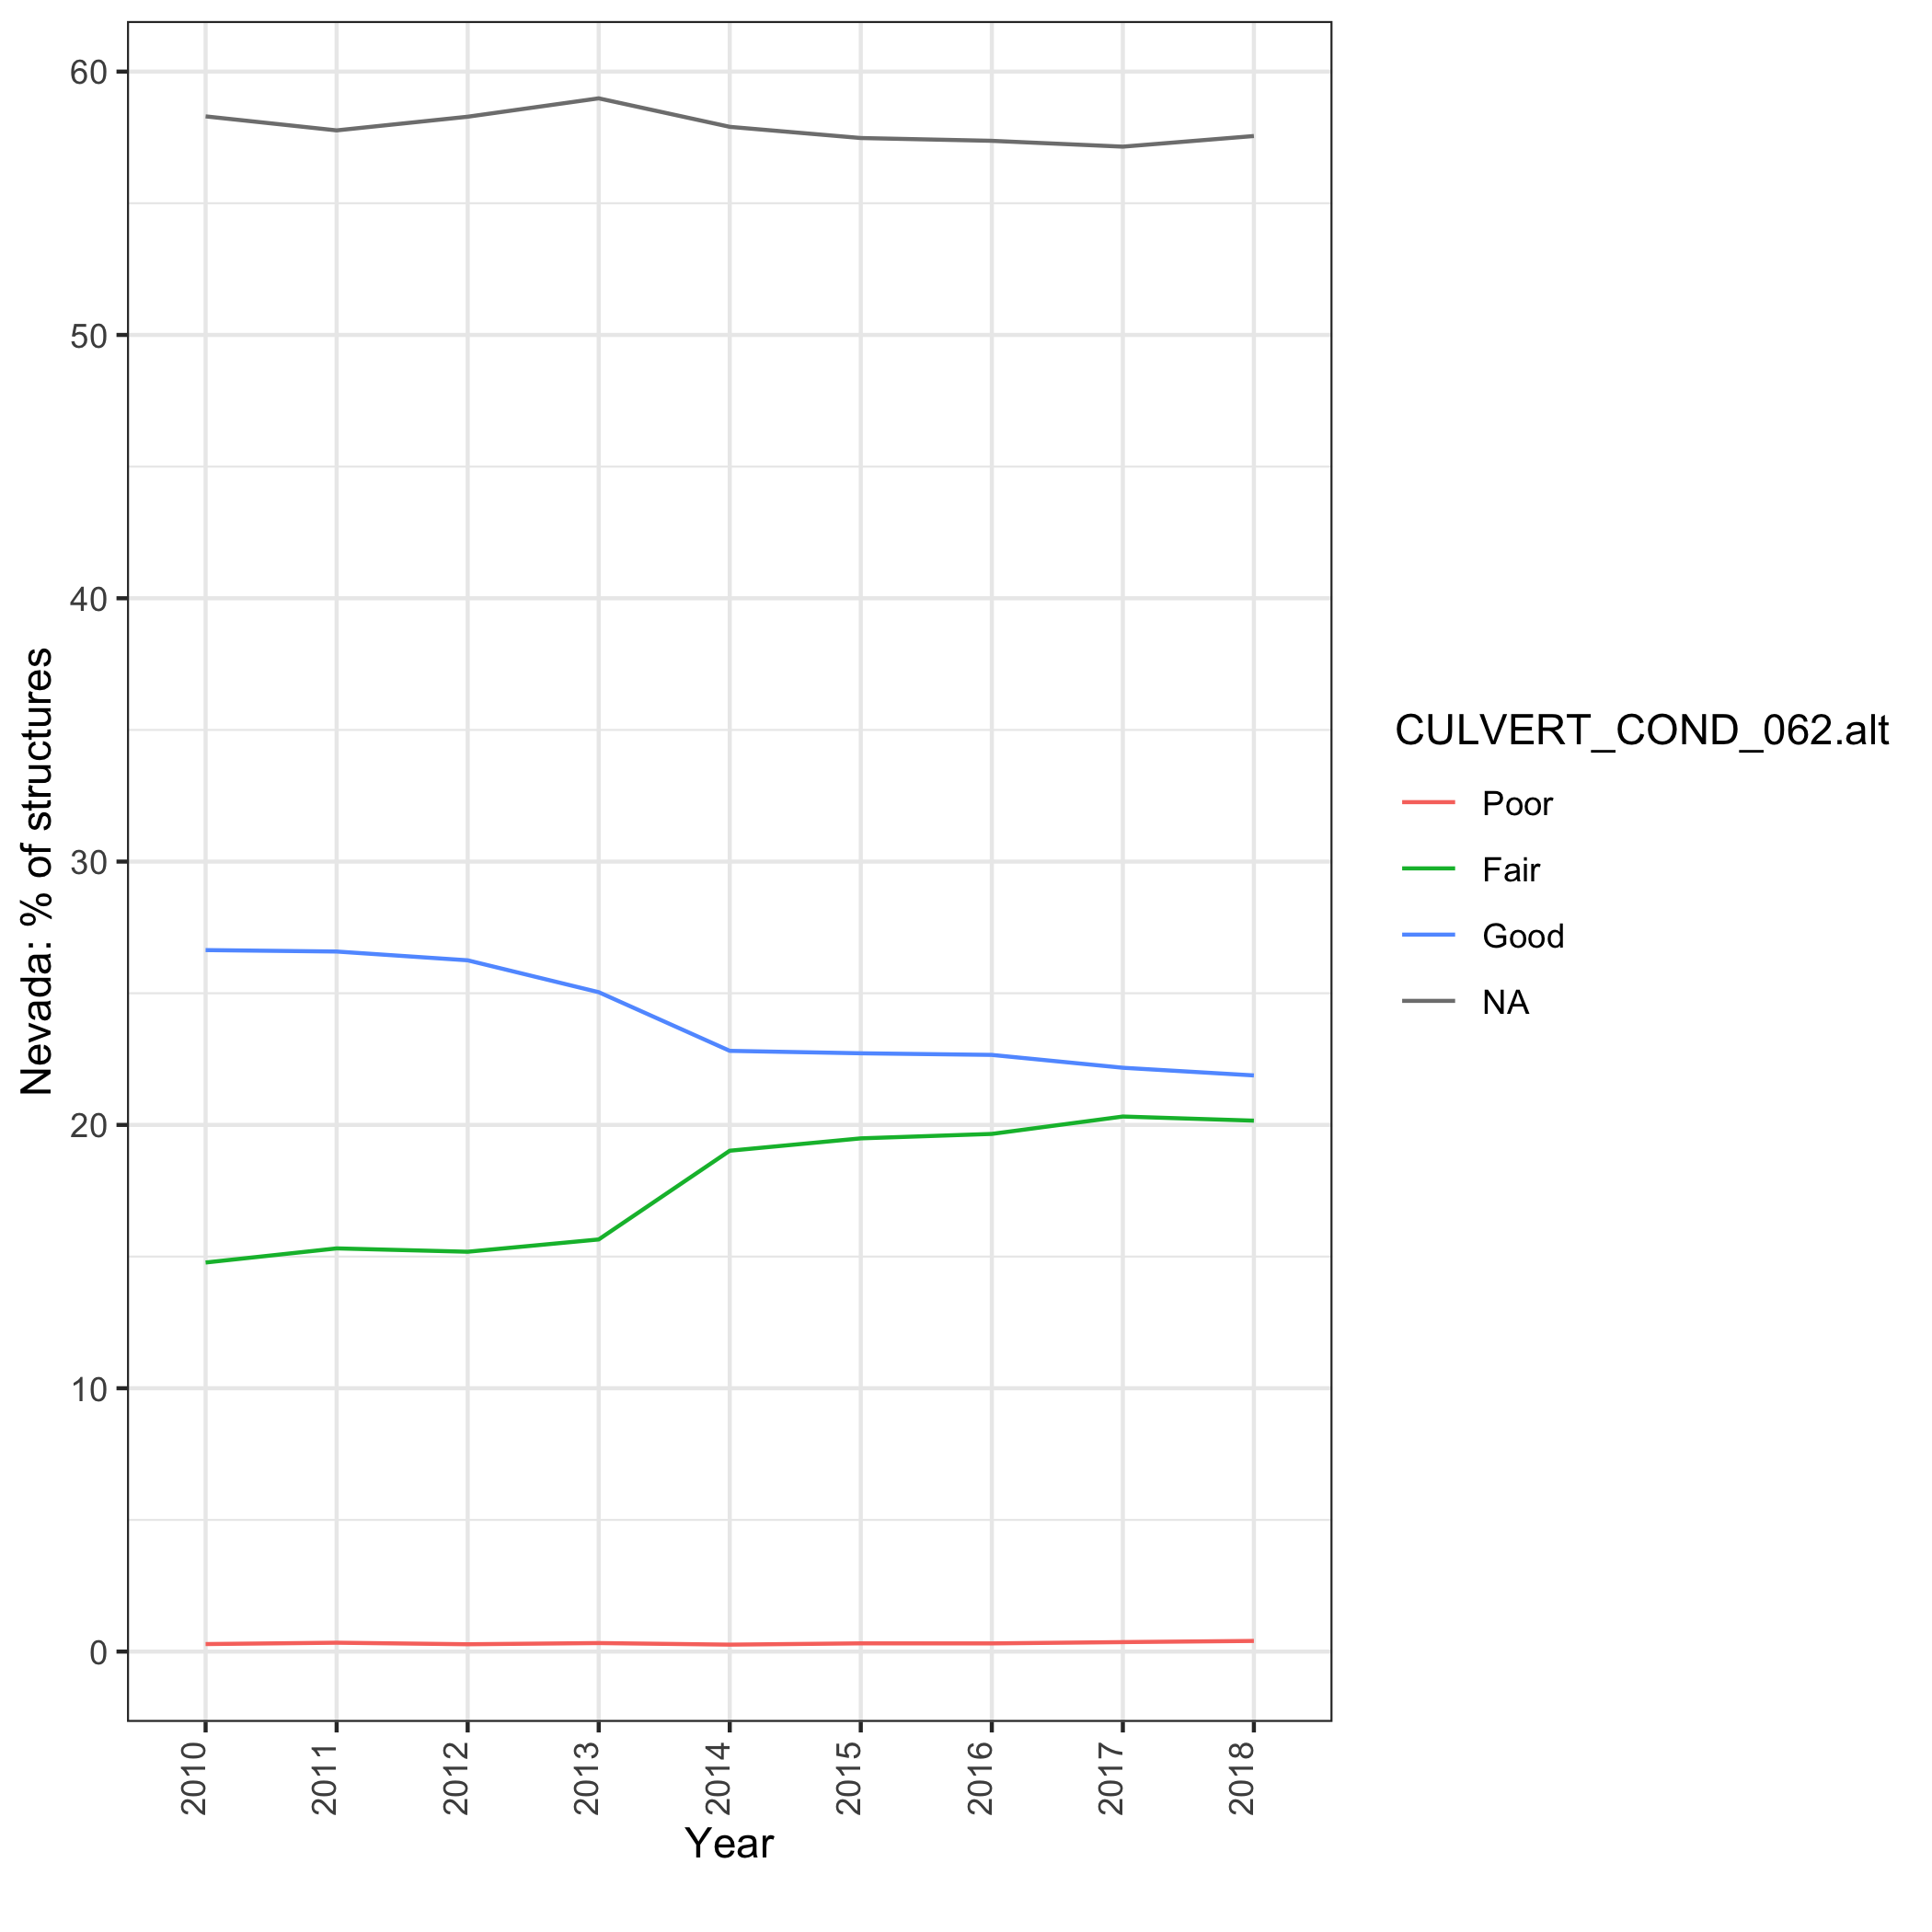 60
50
40
30
20
10
0
Nevada: % of structures
2010
2011
2012
2013
2014
2015
2016
2017
2018
Year
CULVERT_COND_062.alt
Poor
Fair
Good
NA